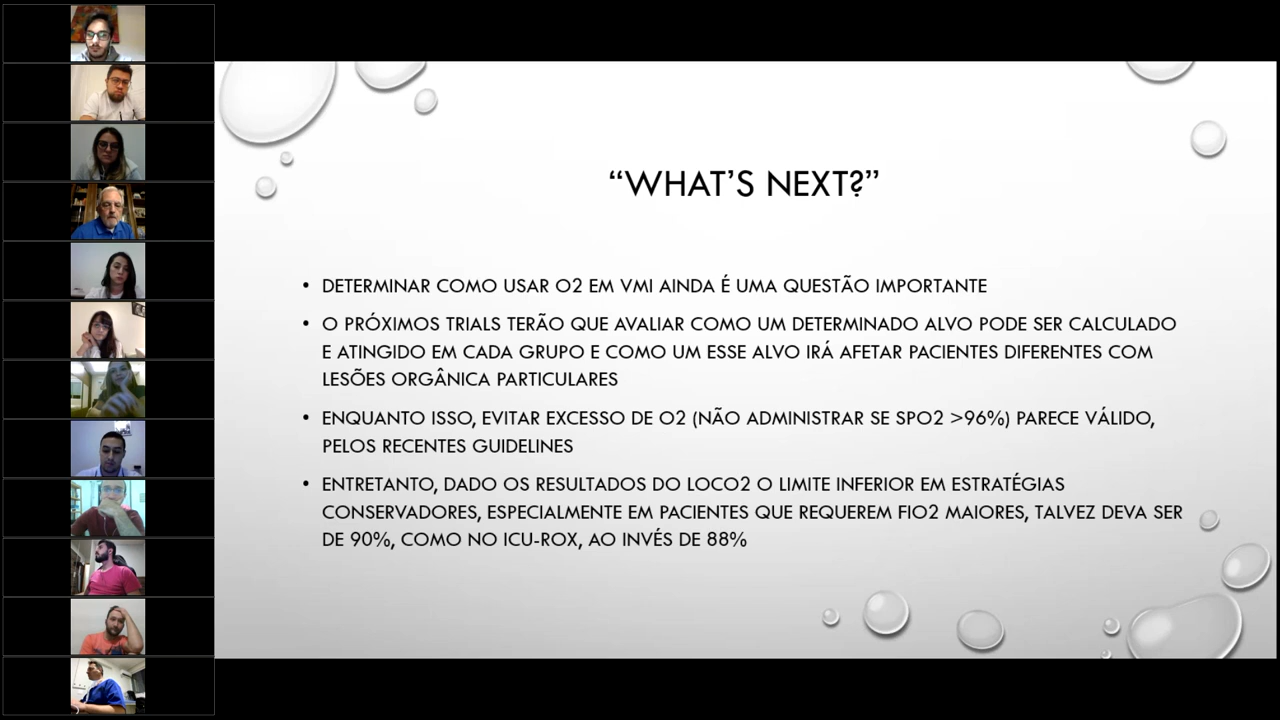 “WHAT’S NEXT?”
• DETERMINAR COMO USAR O2 EM VMI AINDA É UMA QUESTÃO IMPORTANTE
• O PRÓXIMOS TRIALS TERÃO QUE AVALIAR COMO UM DETERMINADO ALVO PODE SER CALCULADO
E ATINGIDO EM CADA GRUPO E COMO UM ESSE ALVO IRÁ AFETAR PACIENTES DIFERENTES COM
LESÕES ORGÂNICA PARTICULARES
• ENQUANTO ISSO, EVITAR EXCESSO DE O2 (NÃO ADMINISTRAR SE SPO2 >96%) PARECE VÁLIDO,
PELOS RECENTES GUIDELINES
• ENTRETANTO, DADO OS RESULTADOS DO LOCO2 O LIMITE INFERIOR EM ESTRATÉGIAS
CONSERVADORES, ESPECIALMENTE EM PACIENTES QUE REQUEREM FIO2 MAIORES, TALVEZ DEVA SER
DE 90%, COMO NO ICU-ROX, AO INVÉS DE 88%